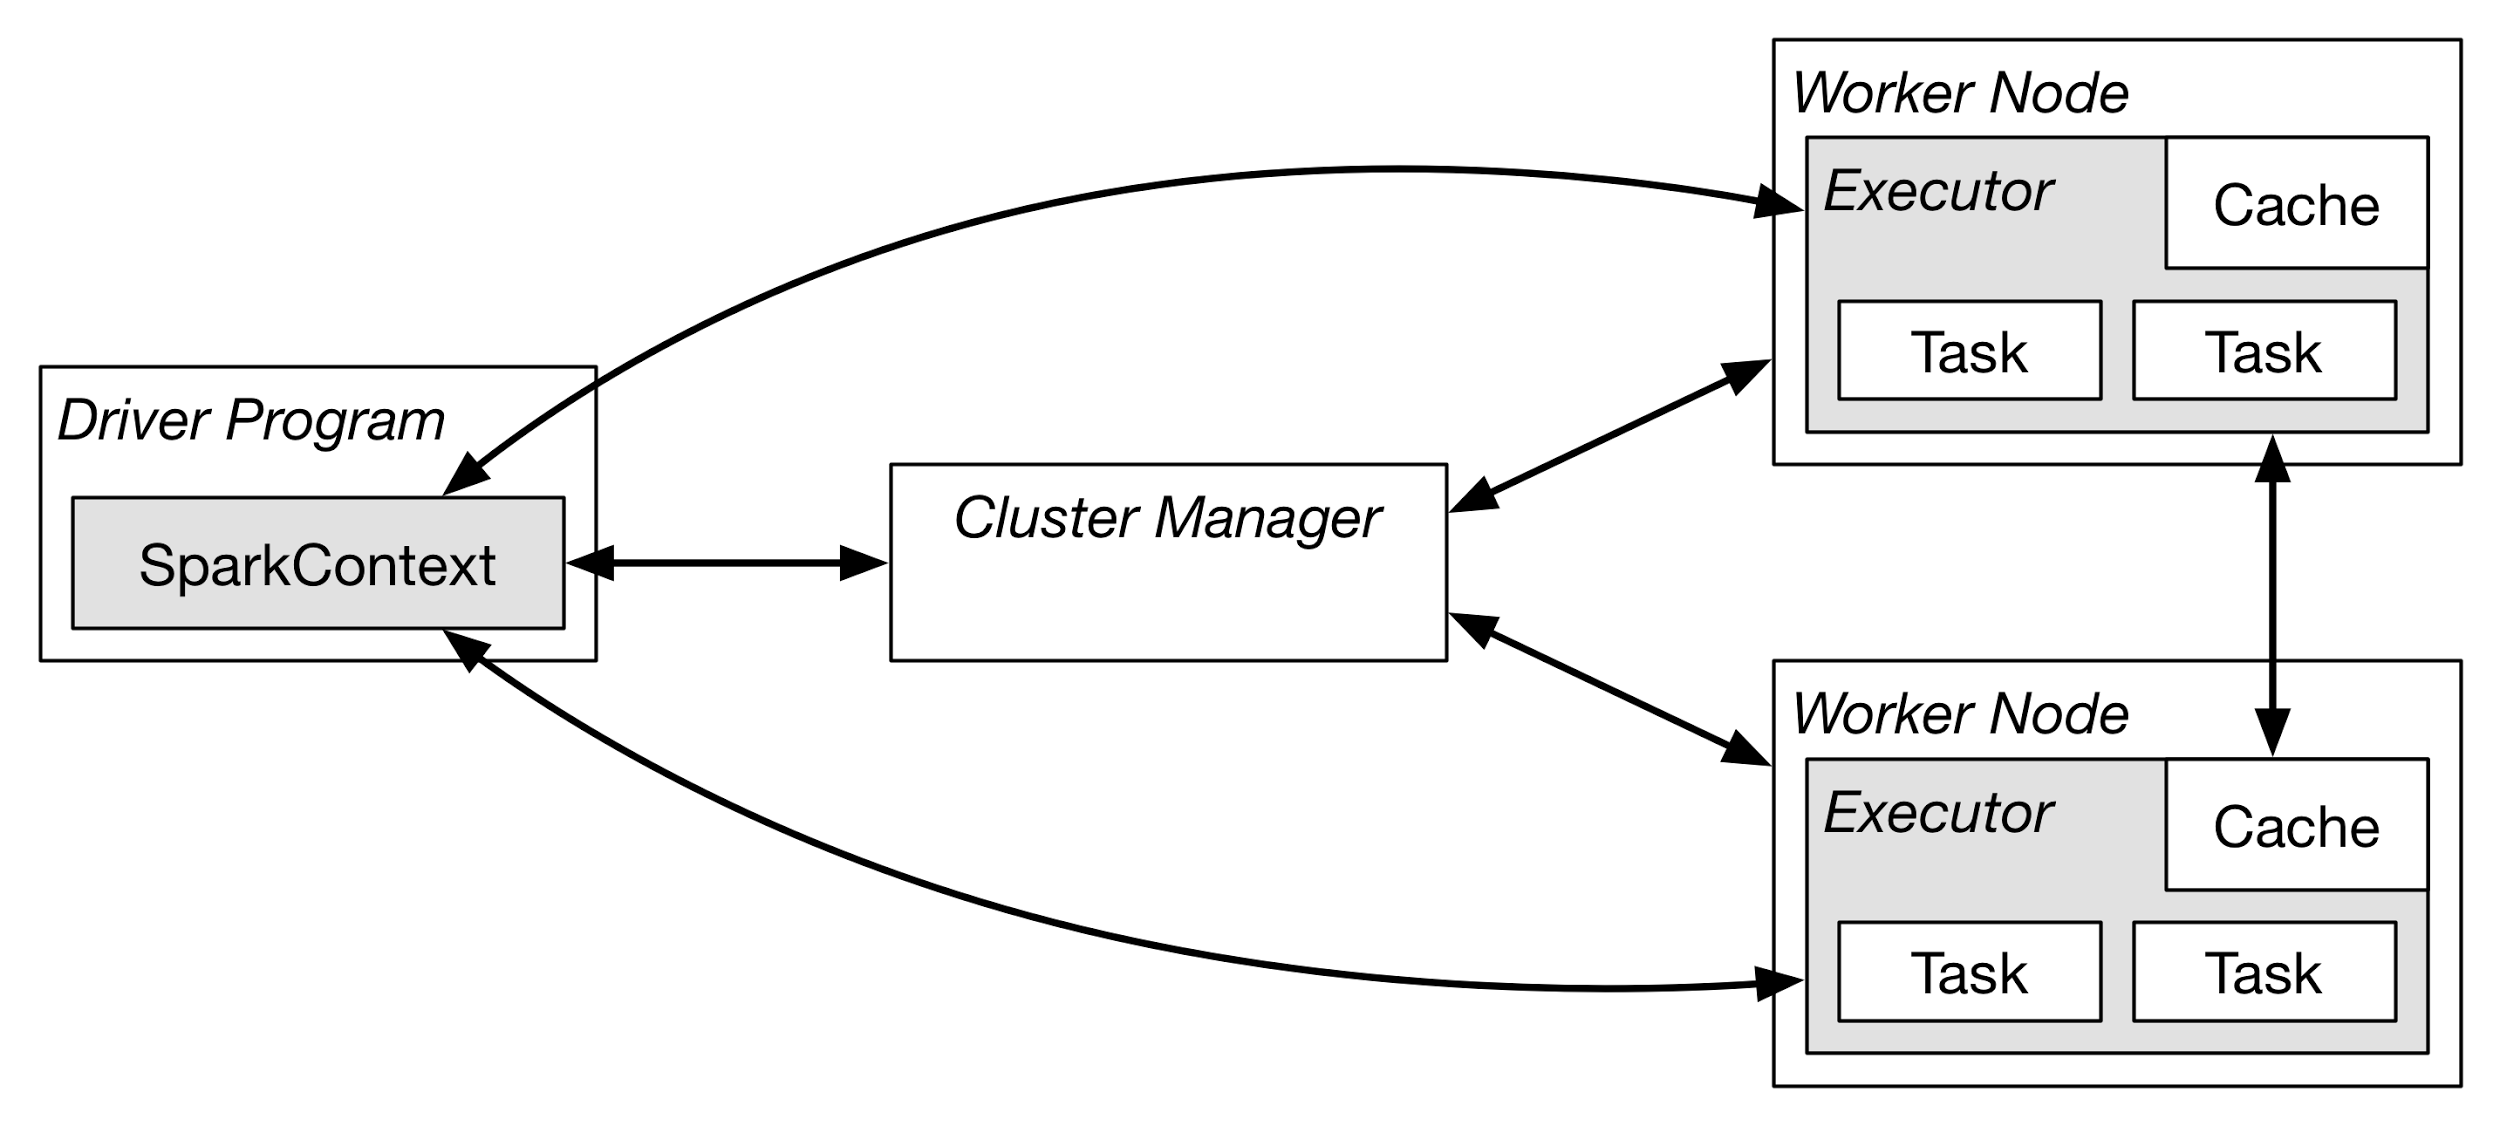 Driver Program
SparkContext
Cluster Manager
Worker Node
Executor
Cache
Task
Task
Worker Node
Executor
Cache
Task
Task